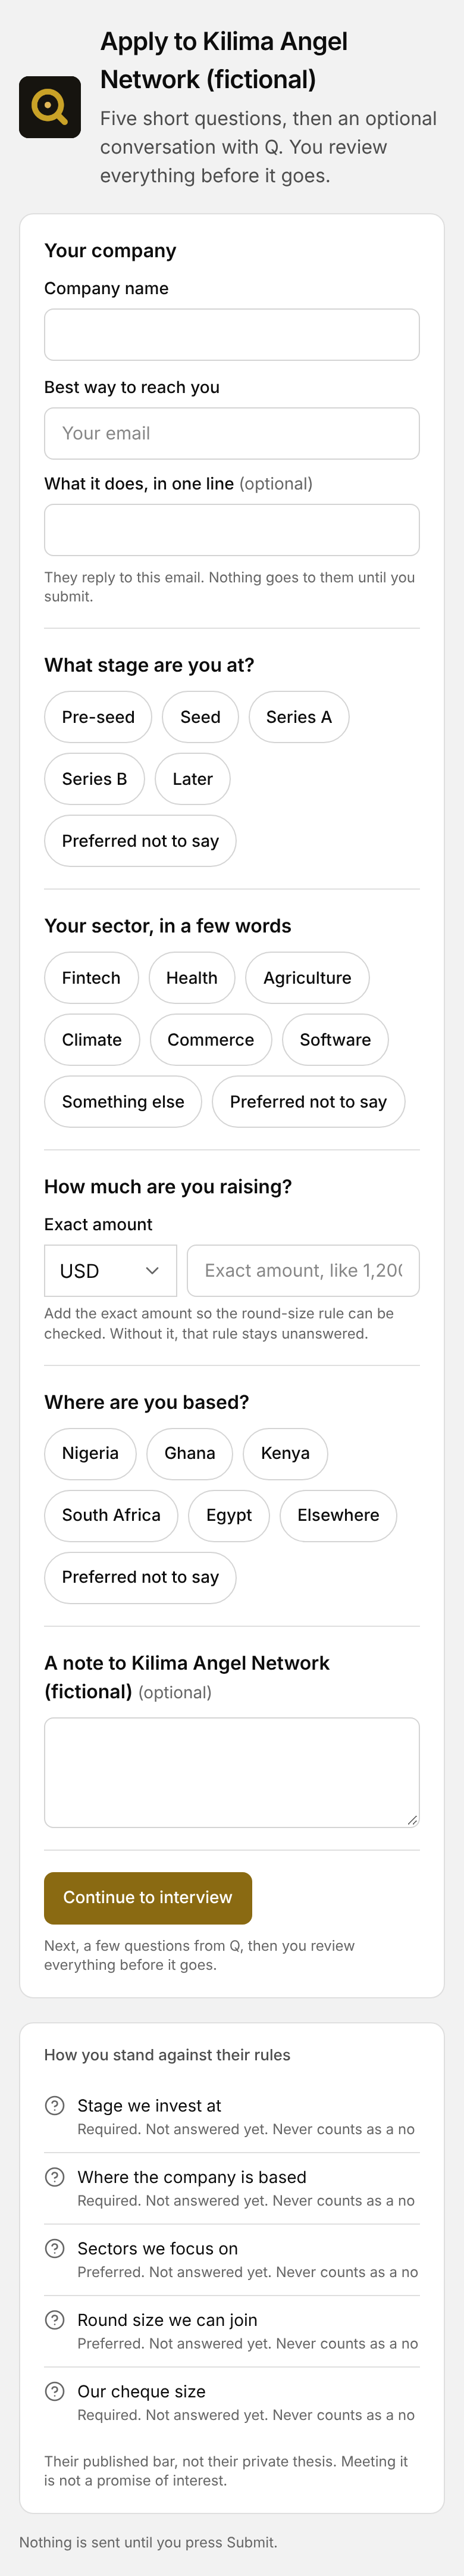 Apply to Kilima Angel
Network (fictional)
Five short questions, then an optional
conversation with Q. You review
everything before it goes.
Your company
Company name
Best way to reach you
Your email
What it does, in one line (optional)
They reply to this email. Nothing goes to them until you
submit.
What stage are you at?
Pre-seed Seed Series A
Series B Later
Preferred not to say
Your sector, in a few words
Fintech Health Agriculture
Climate Commerce Software
Something else Preferred not to say
How much are you raising?
Exact amount
USD Exact amount, like 1,200
Add the exact amount so the round-size rule can be
checked. Without it, that rule stays unanswered.
Where are you based?
Nigeria Ghana Kenya
South Africa Egypt Elsewhere
Preferred not to say
A note to Kilima Angel Network
(fictional) (optional)
Continue to interview
Next, a few questions from Q, then you review
everything before it goes.
How you stand against their rules
Stage we invest at
Required. Not answered yet. Never counts as a no
Where the company is based
Required. Not answered yet. Never counts as a no
Sectors we focus on
Preferred. Not answered yet. Never counts as a no
Round size we can join
Preferred. Not answered yet. Never counts as a no
Our cheque size
Required. Not answered yet. Never counts as a no
Their published bar, not their private thesis. Meeting it
is not a promise of interest.
Nothing is sent until you press Submit.